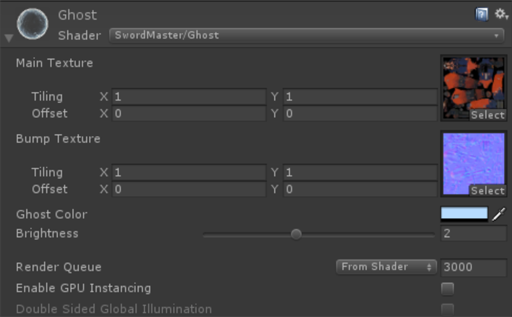 Ghost
Shader SwordMaster/Ghost
Main Texture
Tiling X 1 Y 1
Offset X 0 Y 0
Select
Bump Texture
Tiling X 1 Y 1
Offset X 0 Y 0
Select
Ghost Color
Brightness 2
Render Queue From Shader 3000
Enable GPU Instancing
Double Sided Global Illumination